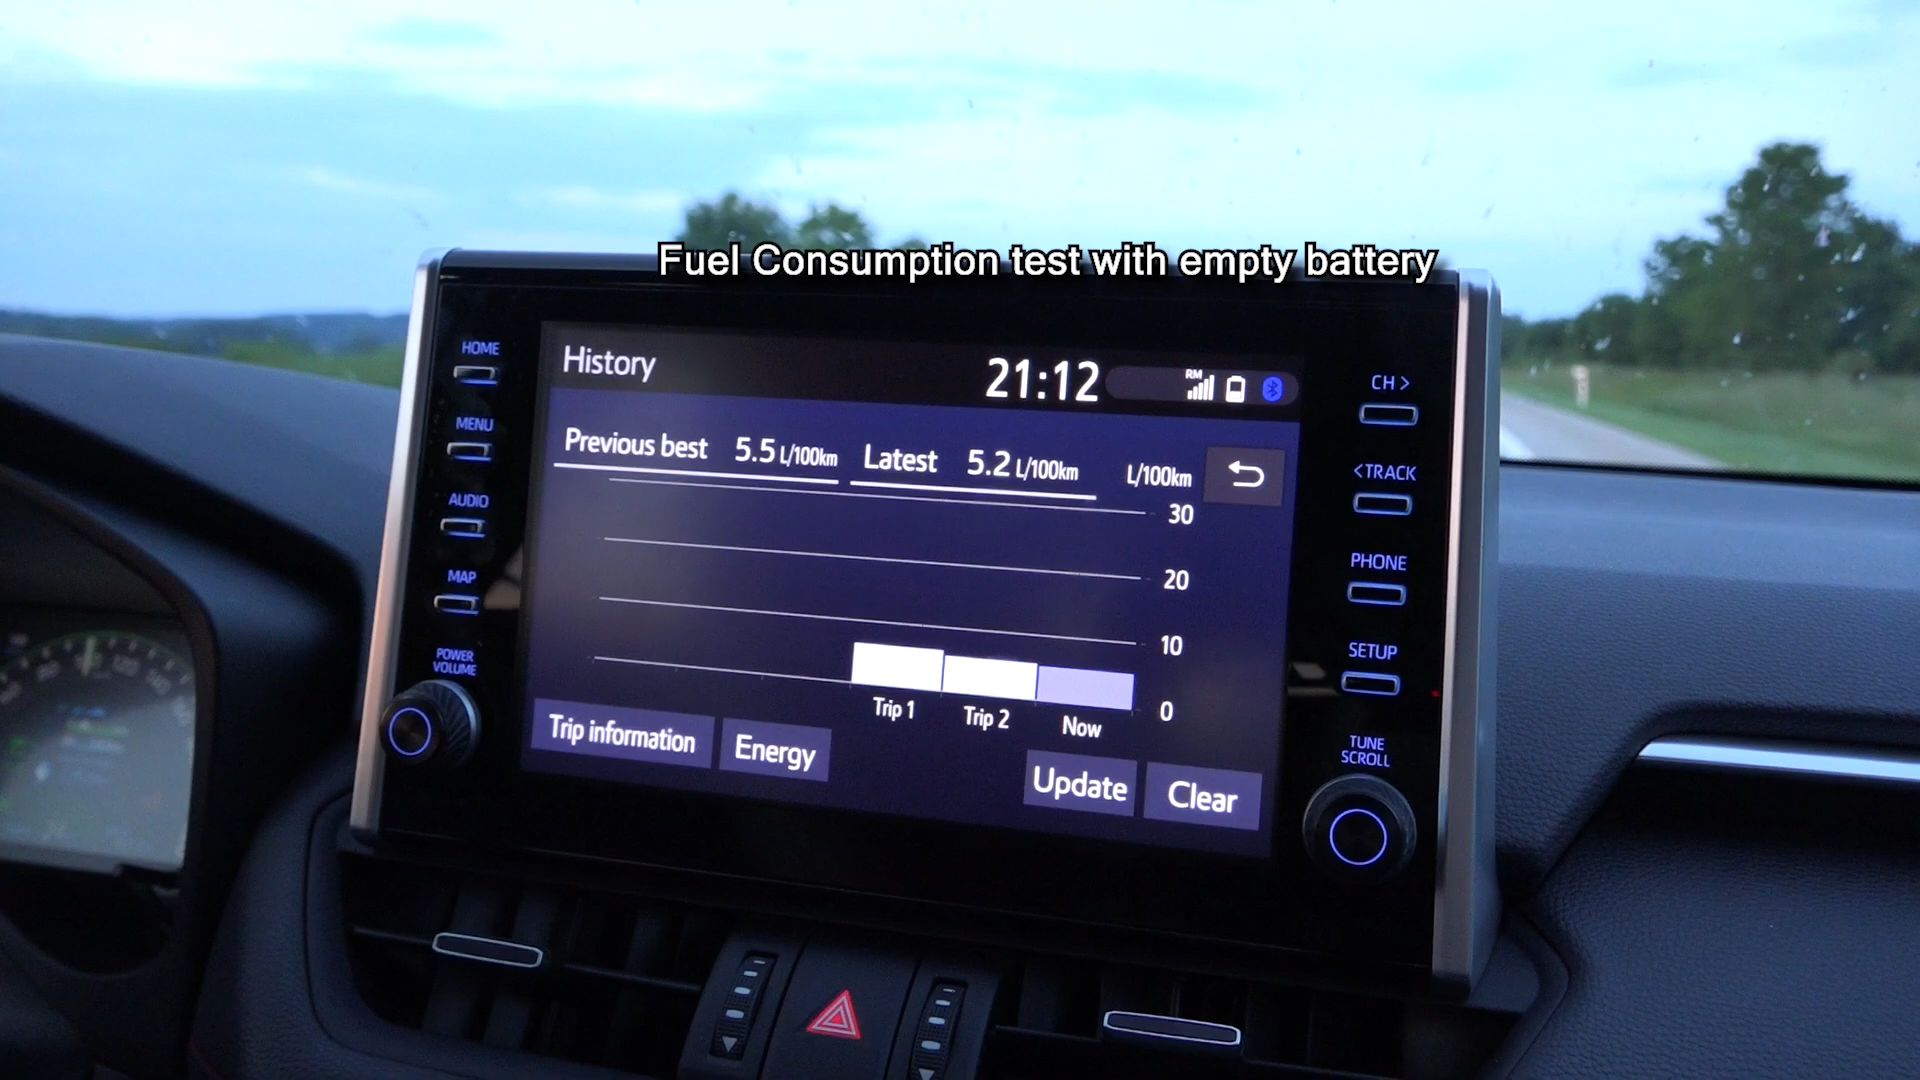 Fuel Consumption test with empty battery
HOME
MENU
AUDIO
MAP
POWER
VOLUME
History
21:12
RM
Previous best 5.5 L/100km Latest 5.2 L/100km L/100km
30
20
10
0
Trip 1 Trip 2 Now
Trip information Energy Update Clear
CH >
<TRACK
PHONE
SETUP
TUNE
SCROLL